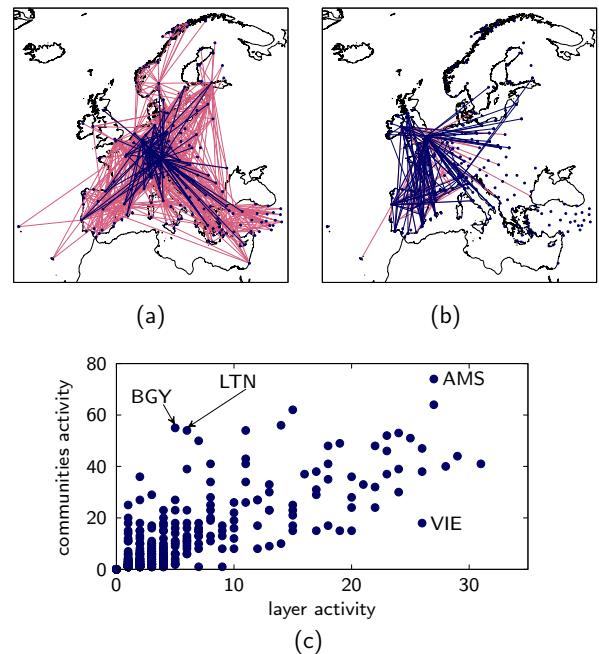 (a)
(b)
80
60
40
20
0
communities activity
BGY
LTN
AMS
VIE
0
10
20
30
layer activity
(c)